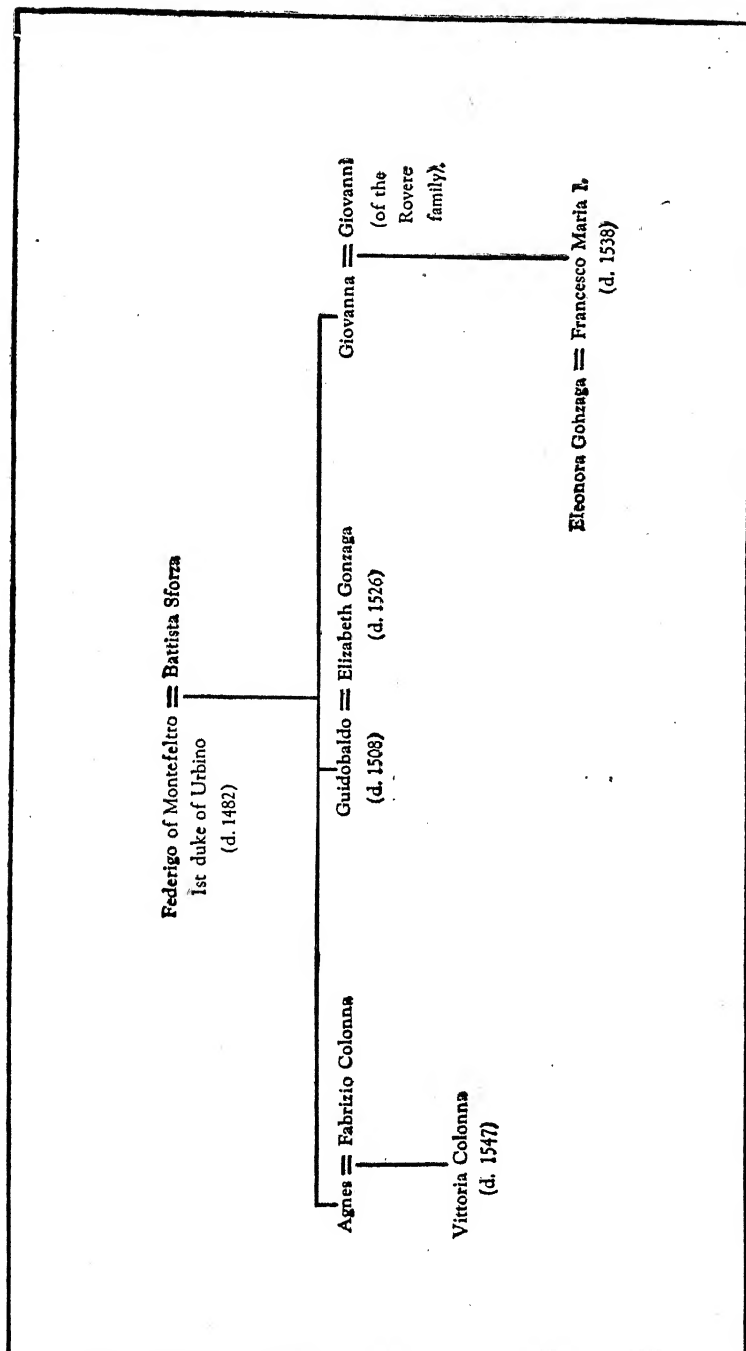 Federigo of Montefeltro = Battista Sforza
1st duke of Urbino
(d. 1482)
Agnes = Fabrizio Colonna
Guidobaldo = Elizabeth Gonzaga
(d. 1508)
(d. 1526)
Giovanna = Giovanni
(of the
Rovere
family).
Vittoria Colonna
(d. 1547)
Eleonora Gohzaga = Francesco Maria I.
(d. 1538)